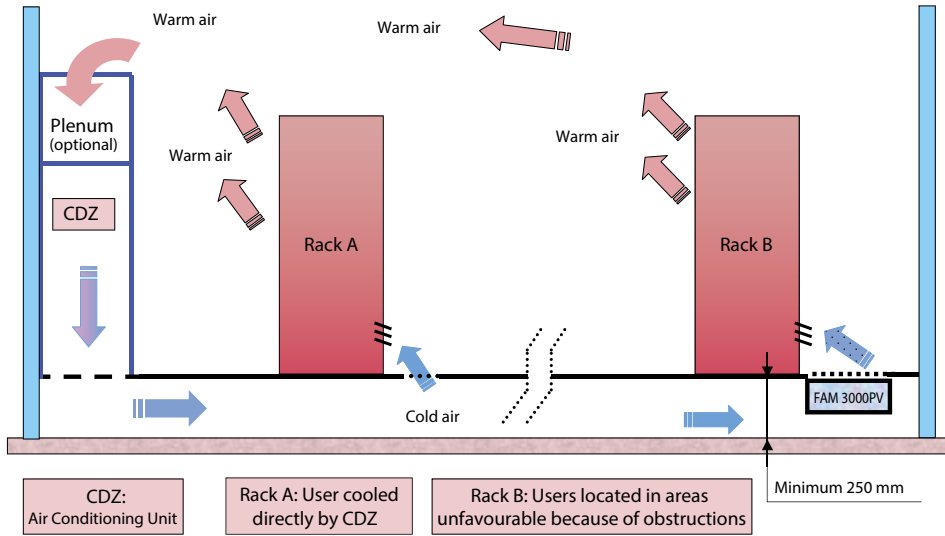 Warm air
Warm air
Plenum
(optional)
Warm air
Warm air
CDZ
Rack A
Rack B
FAM 3000PV
Cold air
CDZ:
Air Conditioning Unit
Rack A: User cooled
directly by CDZ
Rack B: Users located in areas
unfavourable because of obstructions
Minimum 250 mm